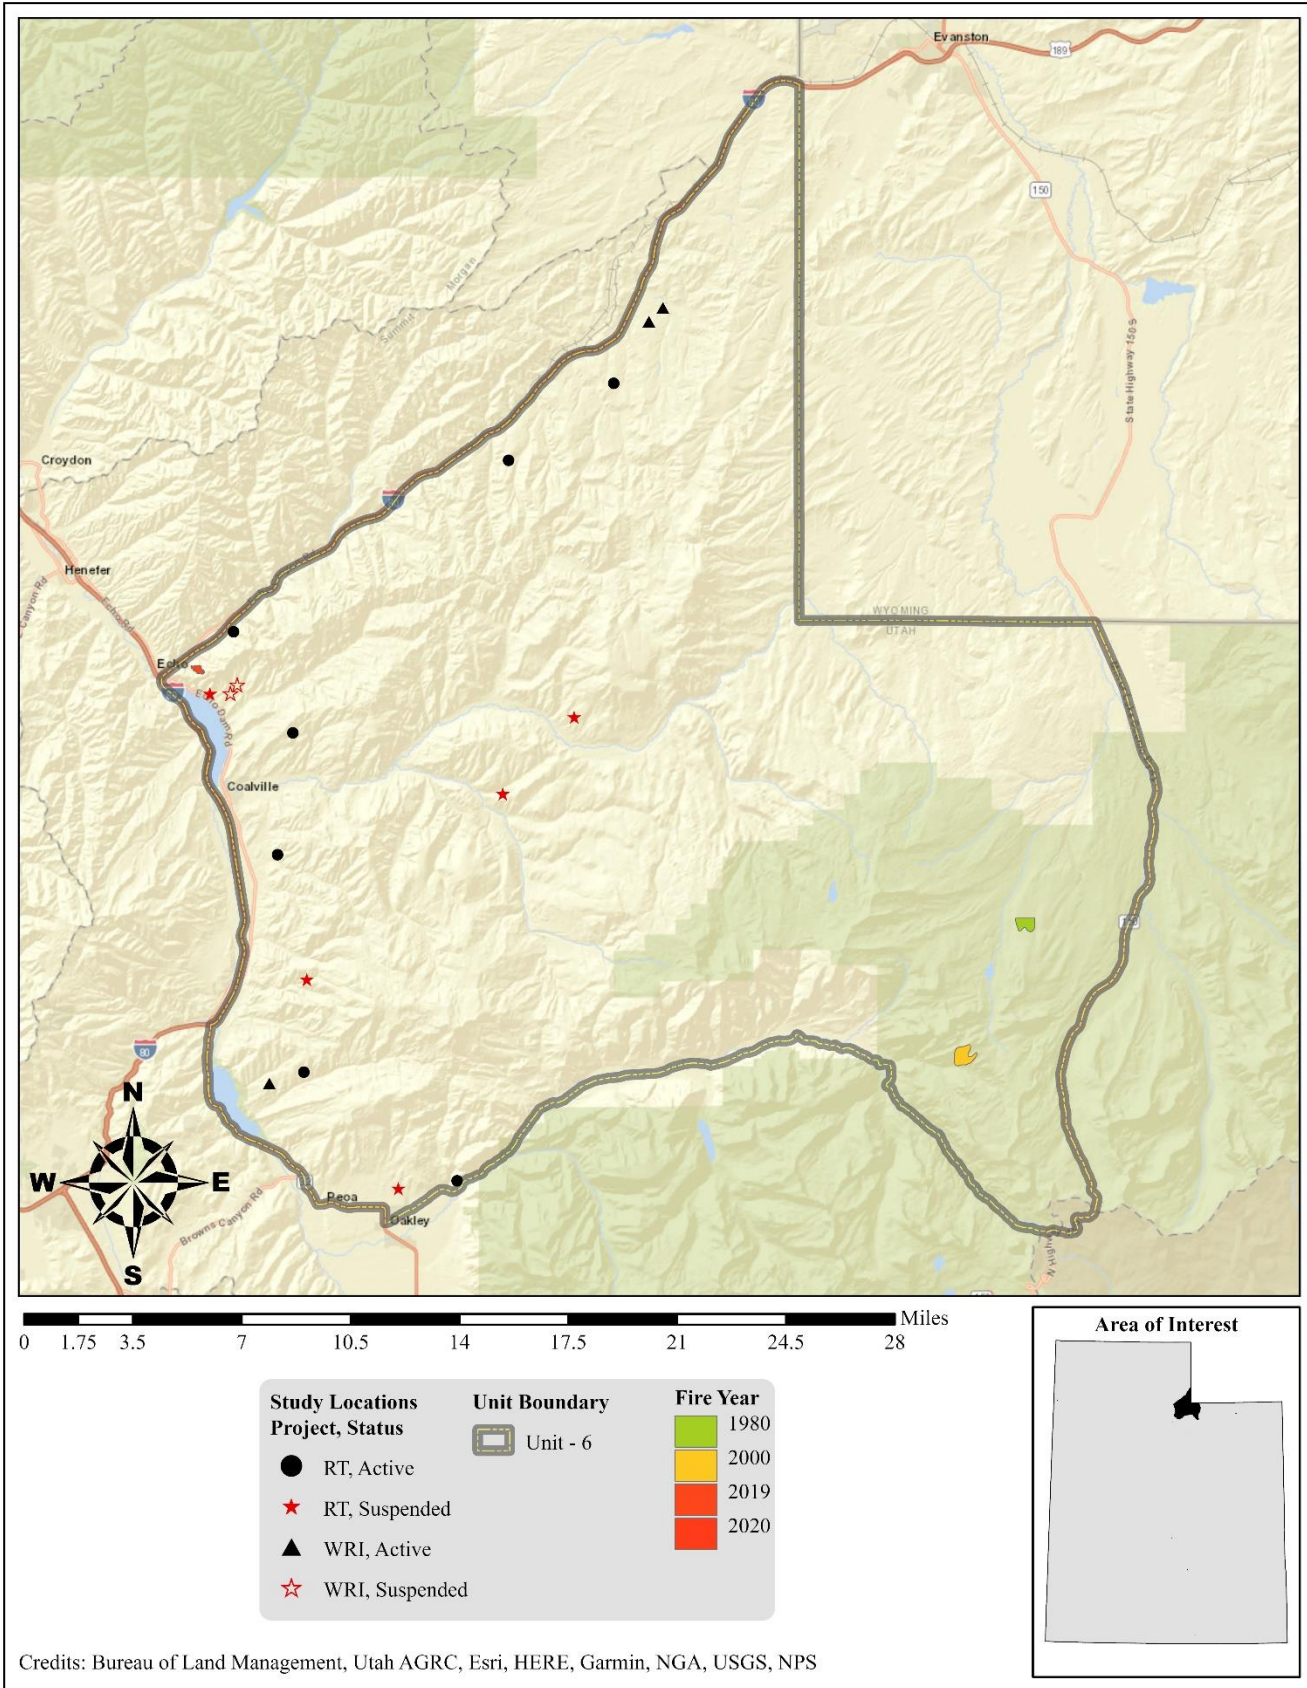 Evanston
189
150
Morgan
Summit
State Highway 150 S
Croydon
Henefer
Echo Rd
Canyon Rd
WYOMING
UTAH
Echo
Echo Dam Rd
Coalville
150
80
N
W
E
S
Peoa
Oakley
Browns Canyon Rd
N Highw
Miles
0 1.75 3.5 7 10.5 14 17.5 21 24.5 28
Area of Interest
Study Locations
Project, Status
RT, Active
RT, Suspended
WRI, Active
WRI, Suspended
Unit Boundary
Unit - 6
Fire Year
1980
2000
2019
2020
Credits: Bureau of Land Management, Utah AGRC, Esri, HERE, Garmin, NGA, USGS, NPS